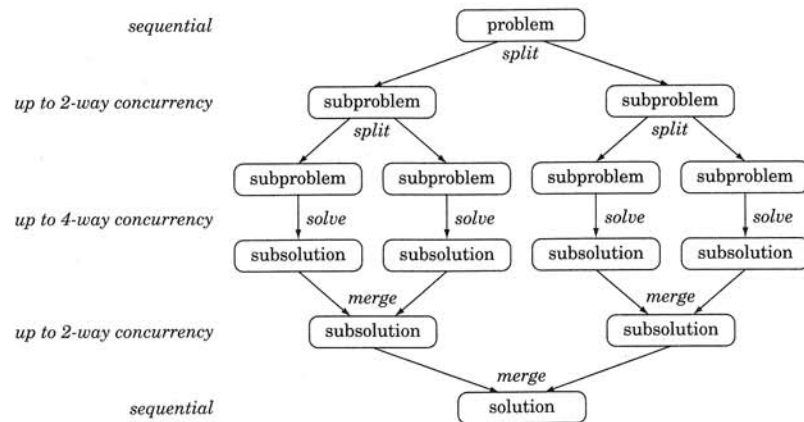 sequential problem
split
up to 2-way concurrency subproblem subproblem
split split
subproblem subproblem subproblem subproblem
up to 4-way concurrency solve solve solve solve
subsolution subsolution subsolution subsolution
merge merge
up to 2-way concurrency subsolution subsolution
merge
sequential solution